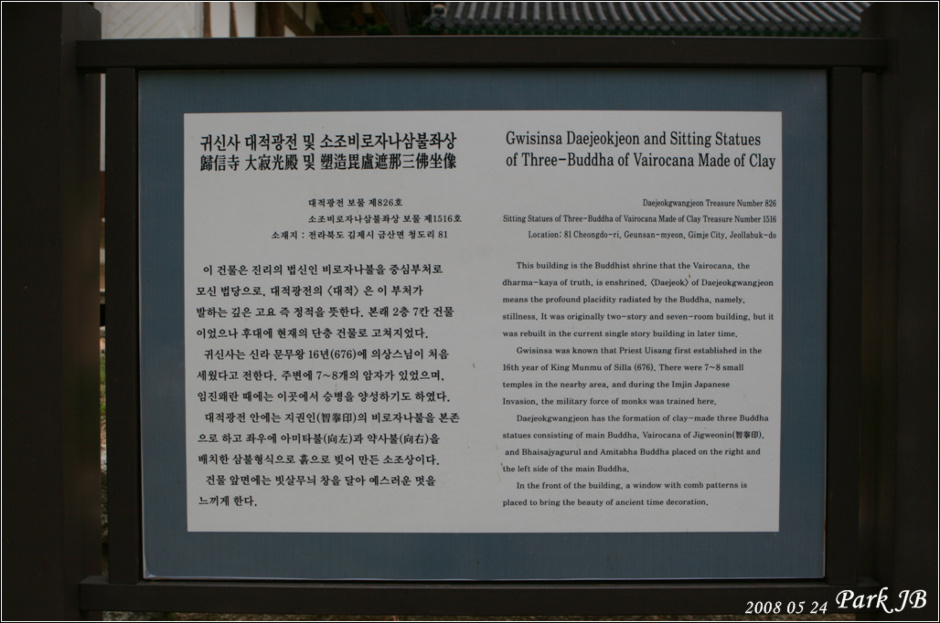 귀신사 대적광전 및 소조비로자나삼불좌상
歸信寺 大寂光殿 및 塑造毘盧遮那三佛坐像
대적광전 보물 제826호
소조비로자나삼불좌상 보물 제1516호
소재지 : 전라북도 김제시 금산면 청도리 81
이 건물은 진리의 법신인 비로자나불을 중심부처로
모신 법당으로, 대적광전의 〈대적〉은 이 부처가
발하는 깊은 고요 즉 정적을 뜻한다. 본래 2층 7칸 건물
이었으나 후대에 현재의 단층 건물로 고쳐지었다.
귀신사는 신라 문무왕 16년(676)에 의상스님이 처음
세웠다고 전한다. 주변에 7~8개의 암자가 있었으며,
임진왜란 때에는 이곳에서 승병을 양성하기도 하였다.
대적광전 안에는 지권인(智拳印)의 비로자나불을 본존
으로 하고 좌우에 아미타불(向左)과 약사불(向右)을
배치한 삼불형식으로 흙으로 빚어 만든 소조상이다.
건물 앞면에는 빗살무늬 창을 달아 예스러운 멋을
느끼게 한다.
Gwisinsa Daejeokjeon and Sitting Statues
of Three-Buddha of Vairocana Made of Clay
Daejeokgwangjeon Treasure Number 826
Sitting Statues of Three-Buddha of Vairocana Made of Clay Treasure Number 1516
Location: 81 Cheongdo-ri, Geunsan-myeon, Gimje City, Jeollabuk-do
This building is the Buddhist shrine that the Vairocana, the
dharma-kaya of truth, is enshrined. 〈Daejeok〉 of Daejeokgwangjeon
means the profound placidity radiated by the Buddha, namely,
stillness. It was originally two-story and seven-room building, but it
was rebuilt in the current single story building in later time.
Gwisinsa was known that Priest Uisang first established in the
16th year of King Munmu of Silla (676). There were 7~8 small
temples in the nearby area, and during the Imjin Japanese
Invasion, the military force of monks was trained here.
Daejeokgwangjeon has the formation of clay-made three Buddha
statues consisting of main Buddha, Vairocana of Jigweonin(智拳印),
and Bhaisajyagurul and Amitabha Buddha placed on the right and
the left side of the main Buddha.
In the front of the building, a window with comb patterns is
placed to bring the beauty of ancient time decoration.
2008 05 24 Park JB